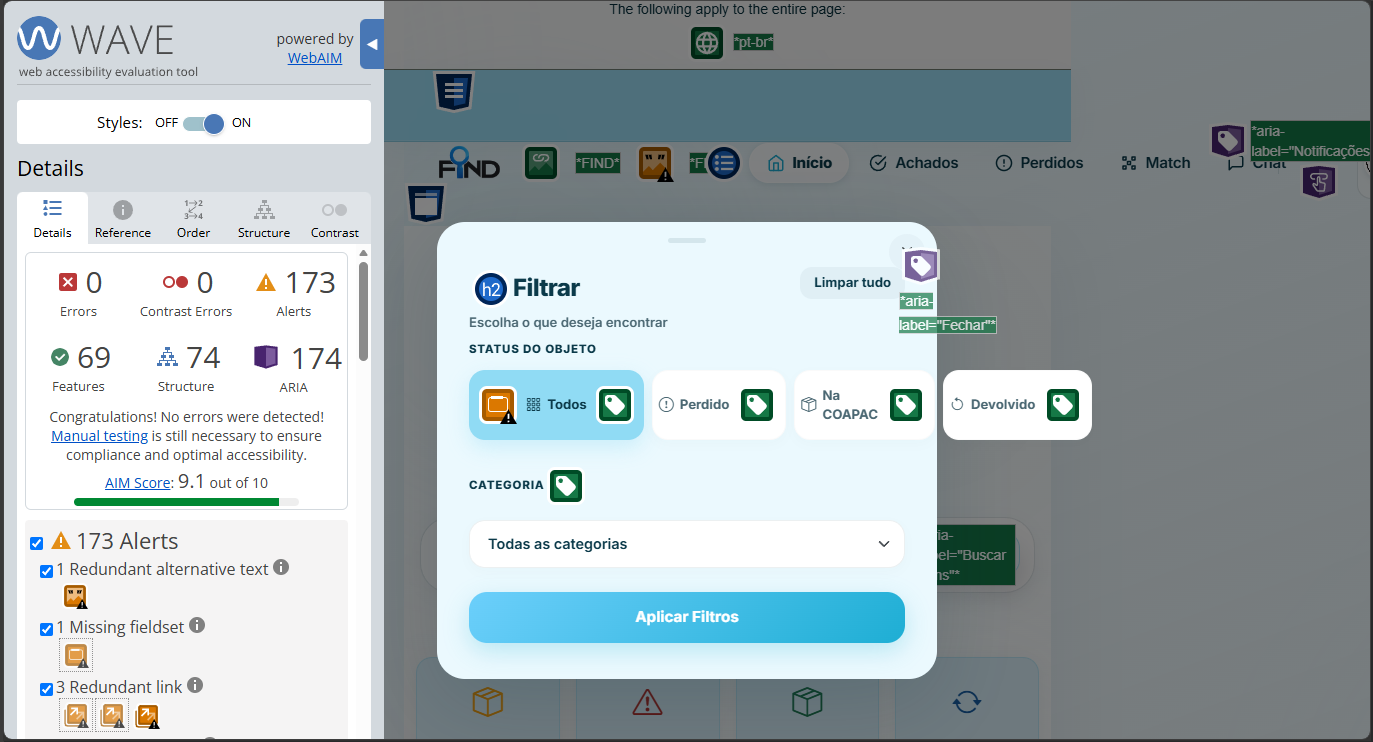 WAVE
powered by
WebAIM
web accessibility evaluation tool
Styles: OFF ON
Details
Details
Reference
Order
Structure
Contrast
0
Errors
0
Contrast Errors
173
Alerts
69
Features
74
Structure
174
ARIA
Congratulations! No errors were detected!
Manual testing is still necessary to ensure
compliance and optimal accessibility.
AIM Score: 9.1 out of 10
173 Alerts
1 Redundant alternative text
1 Missing fieldset
3 Redundant link
The following apply to the entire page:
*pt-br*
FIND
*FIND*
Início
Achados
Perdidos
Match
Chat
*aria-
label="Notificações
h2 Filtrar
Limpar tudo
*aria-
label="Fechar"*
Escolha o que deseja encontrar
STATUS DO OBJETO
Todos
Perdido
Na
COAPAC
Devolvido
CATEGORIA
Todas as categorias
="Buscar
Aplicar Filtros